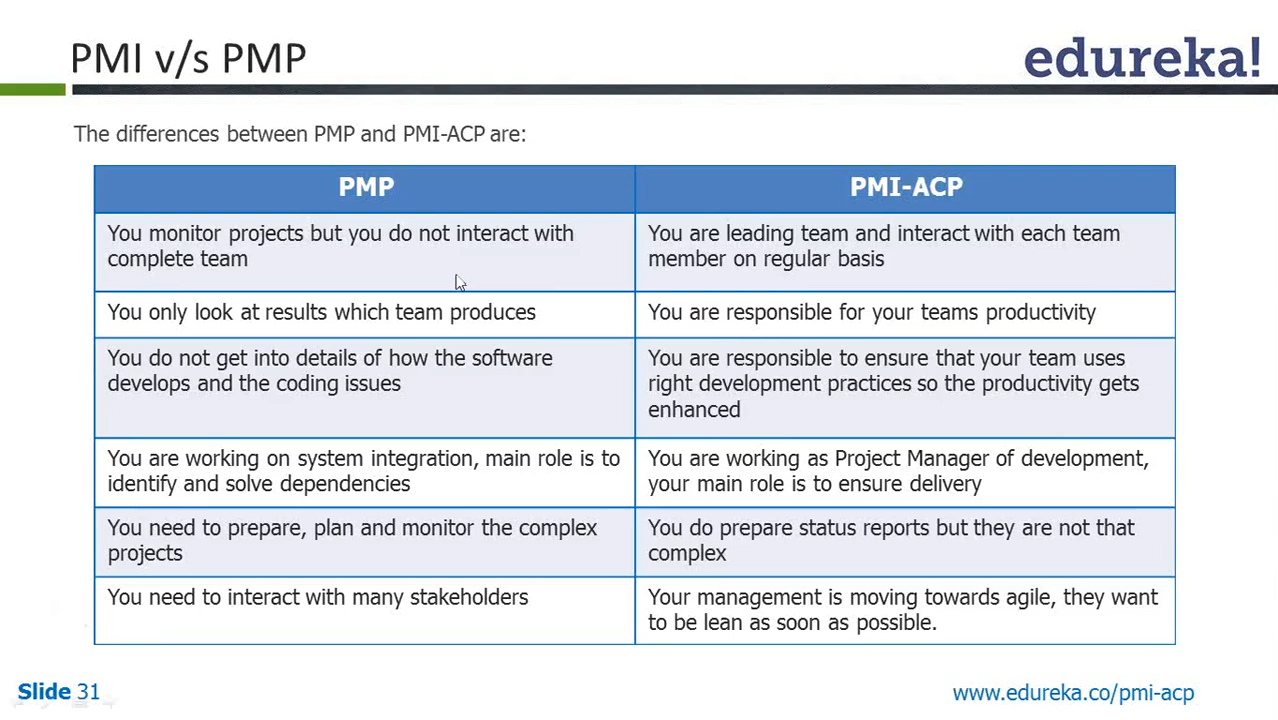 PMI v/s PMP
edureka!
The differences between PMP and PMI-ACP are:
PMP
PMI-ACP
You monitor projects but you do not interact with
complete team
You are leading team and interact with each team
member on regular basis
You only look at results which team produces
You are responsible for your teams productivity
You do not get into details of how the software
develops and the coding issues
You are responsible to ensure that your team uses
right development practices so the productivity gets
enhanced
You are working on system integration, main role is to
identify and solve dependencies
You are working as Project Manager of development,
your main role is to ensure delivery
You need to prepare, plan and monitor the complex
projects
You do prepare status reports but they are not that
complex
You need to interact with many stakeholders
Your management is moving towards agile, they want
to be lean as soon as possible.
Slide 31
www.edureka.co/pmi-acp